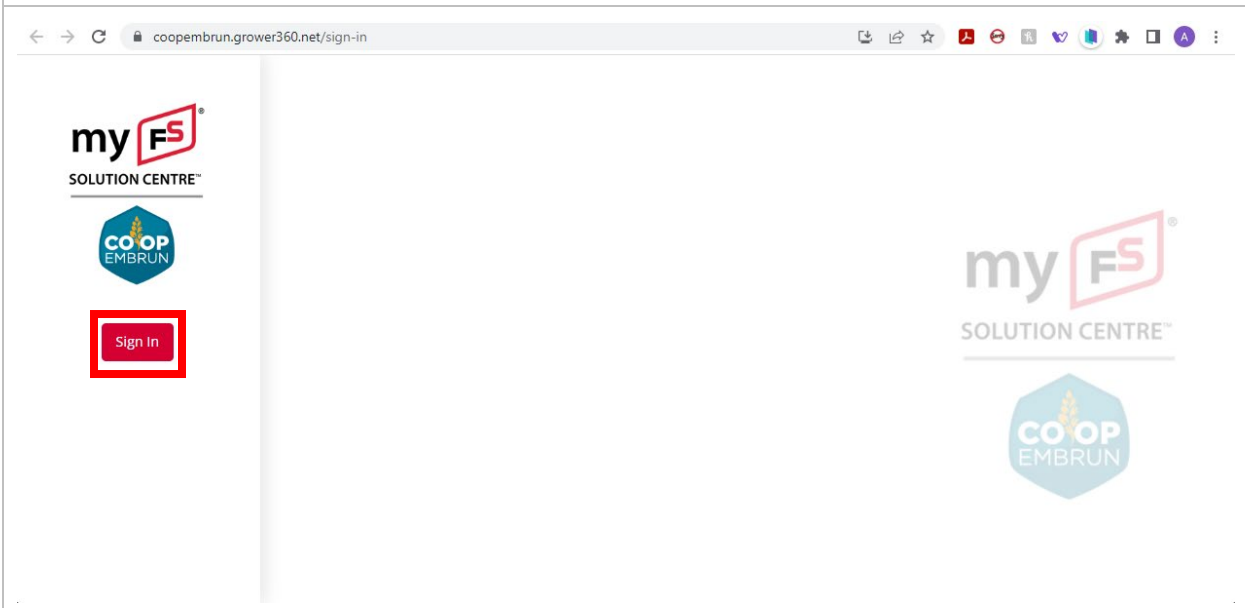 coopembrun.grower360.net/sign-in
A
my FS®
SOLUTION CENTRE™
CO OP
EMBRUN
Sign In
my FS®
SOLUTION CENTRE™
CO OP
EMBRUN